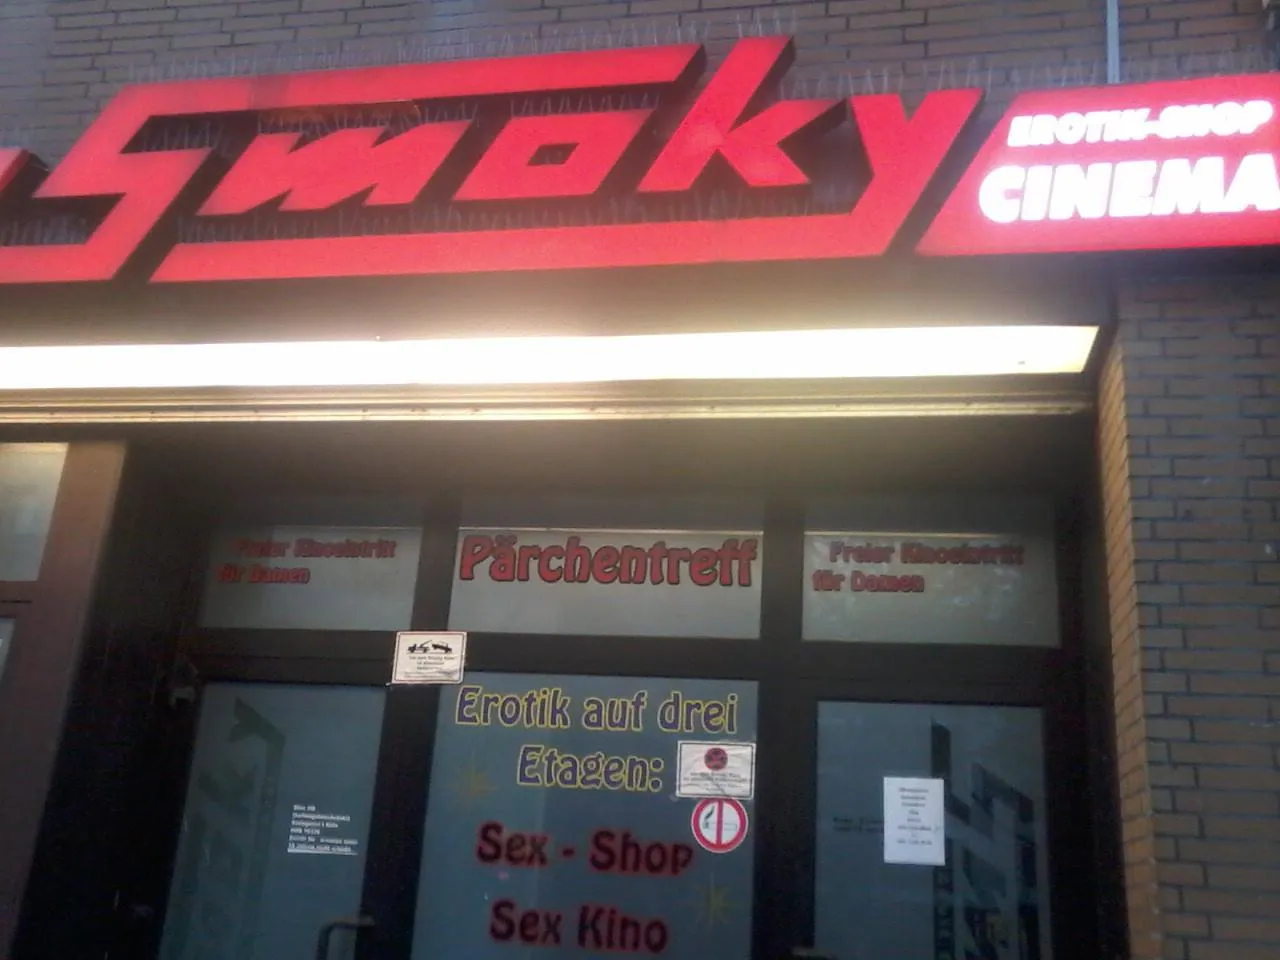 Smoky
EROTIK-SHOP
CINEMA
Freier Kinoeintritt
für Damen
Pärchentreff
Freier Kinoeintritt
für Damen
Erotik auf drei
Etagen:
Sex - Shop
Sex Kino